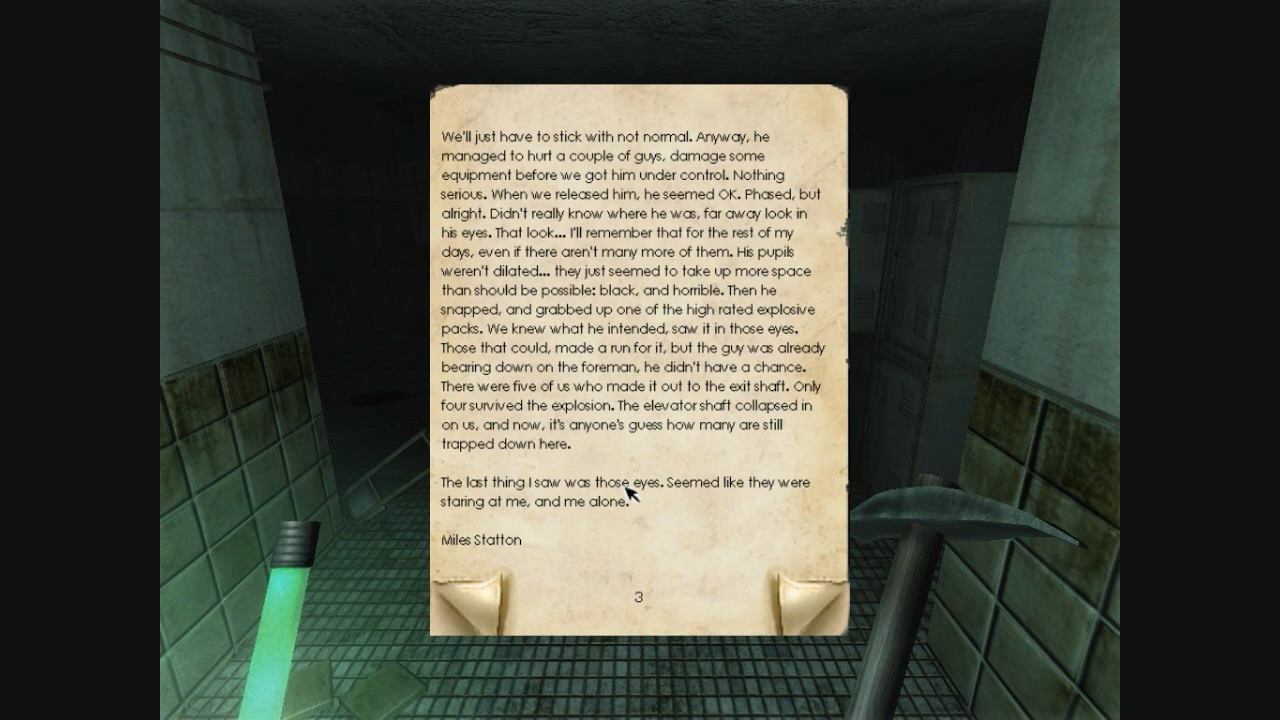 We'll just have to stick with not normal. Anyway, he
managed to hurt a couple of guys, damage some
equipment before we got him under control. Nothing
serious. When we released him, he seemed OK. Phased, but
alright. Didn't really know where he was, far away look in
his eyes. That look... I'll remember that for the rest of my
days, even if there aren't many more of them. His pupils
weren't dilated... they just seemed to take up more space
than should be possible: black, and horrible. Then he
snapped, and grabbed up one of the high rated explosive
packs. We knew what he intended, saw it in those eyes.
Those that could, made a run for it, but the guy was already
bearing down on the foreman, he didn't have a chance.
There were five of us who made it out to the exit shaft. Only
four survived the explosion. The elevator shaft collapsed in
on us, and now, it's anyone's guess how many are still
trapped down here.
The last thing I saw was those eyes. Seemed like they were
staring at me, and me alone.
Miles Statton
3